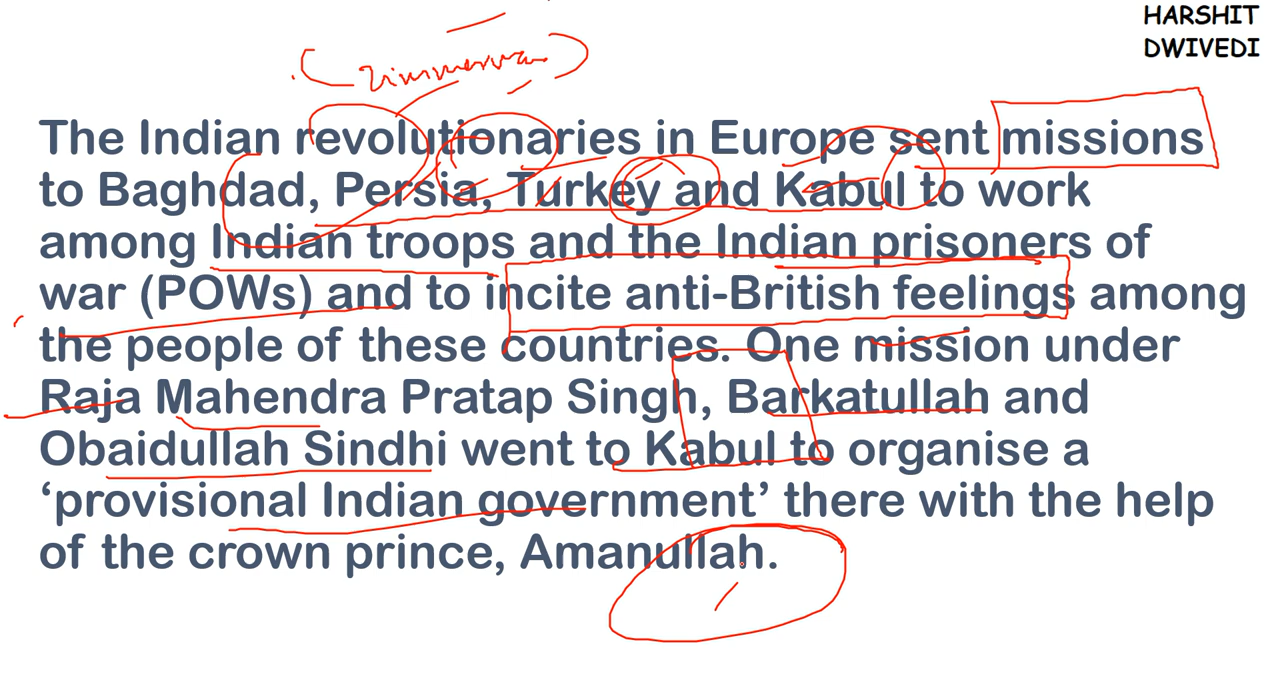 HARSHIT
DWIVEDI
The Indian revolutionaries in Europe sent missions
to Baghdad, Persia, Turkey and Kabul to work
among Indian troops and the Indian prisoners of
war (POWs) and to incite anti-British feelings among
the people of these countries. One mission under
Raja Mahendra Pratap Singh, Barkatullah and
Obaidullah Sindhi went to Kabul to organise a
‘provisional Indian government’ there with the help
of the crown prince, Amanullah.